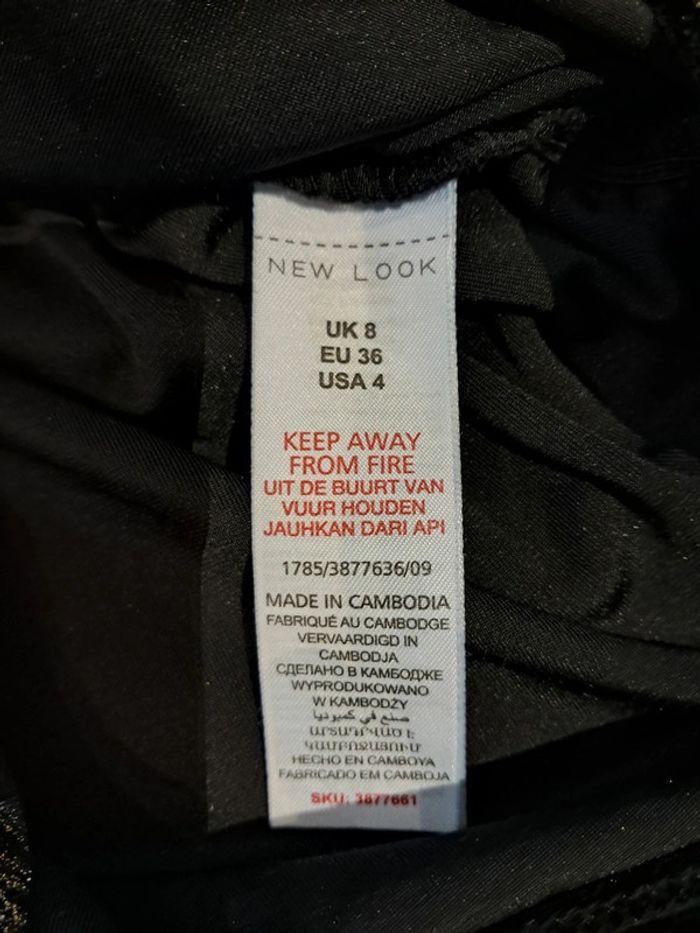 NEW LOOK
UK 8
EU 36
USA 4
KEEP AWAY
FROM FIRE
UIT DE BUURT VAN
VUUR HOUDEN
JAUHKAN DARI API
1785/3877636/09
MADE IN CAMBODIA
FABRIQUÉ AU CAMBODGE
VERVAARDIGD IN
CAMBODJA
СДЕЛАНО В КАМБОДЖЕ
WYPRODUKOWANO
W KAMBODŻY
صنع في كمبوديا
ԱՐՏԱԴՐՎԱԾ Է
ԿԱՄԲՈՋԱՅՈՒՄ
HECHO EN CAMBOYA
FABRICADO EM CAMBOJA
SKU: 3877661